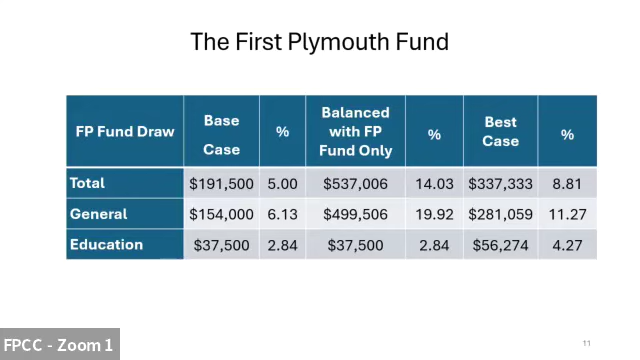 The First Plymouth Fund
FP Fund Draw Base Case % Balanced with FP Fund Only % Best Case %
Total $191,500 5.00 $537,006 14.03 $337,333 8.81
General $154,000 6.13 $499,506 19.92 $281,059 11.27
Education $37,500 2.84 $37,500 2.84 $56,274 4.27
FPCC - Zoom 1
11